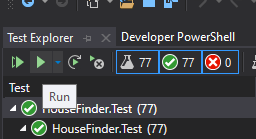 Test Explorer Developer PowerShell
77 77 0
Test
Run
HouseFinder.Test (77)
HouseFinder.Test (77)